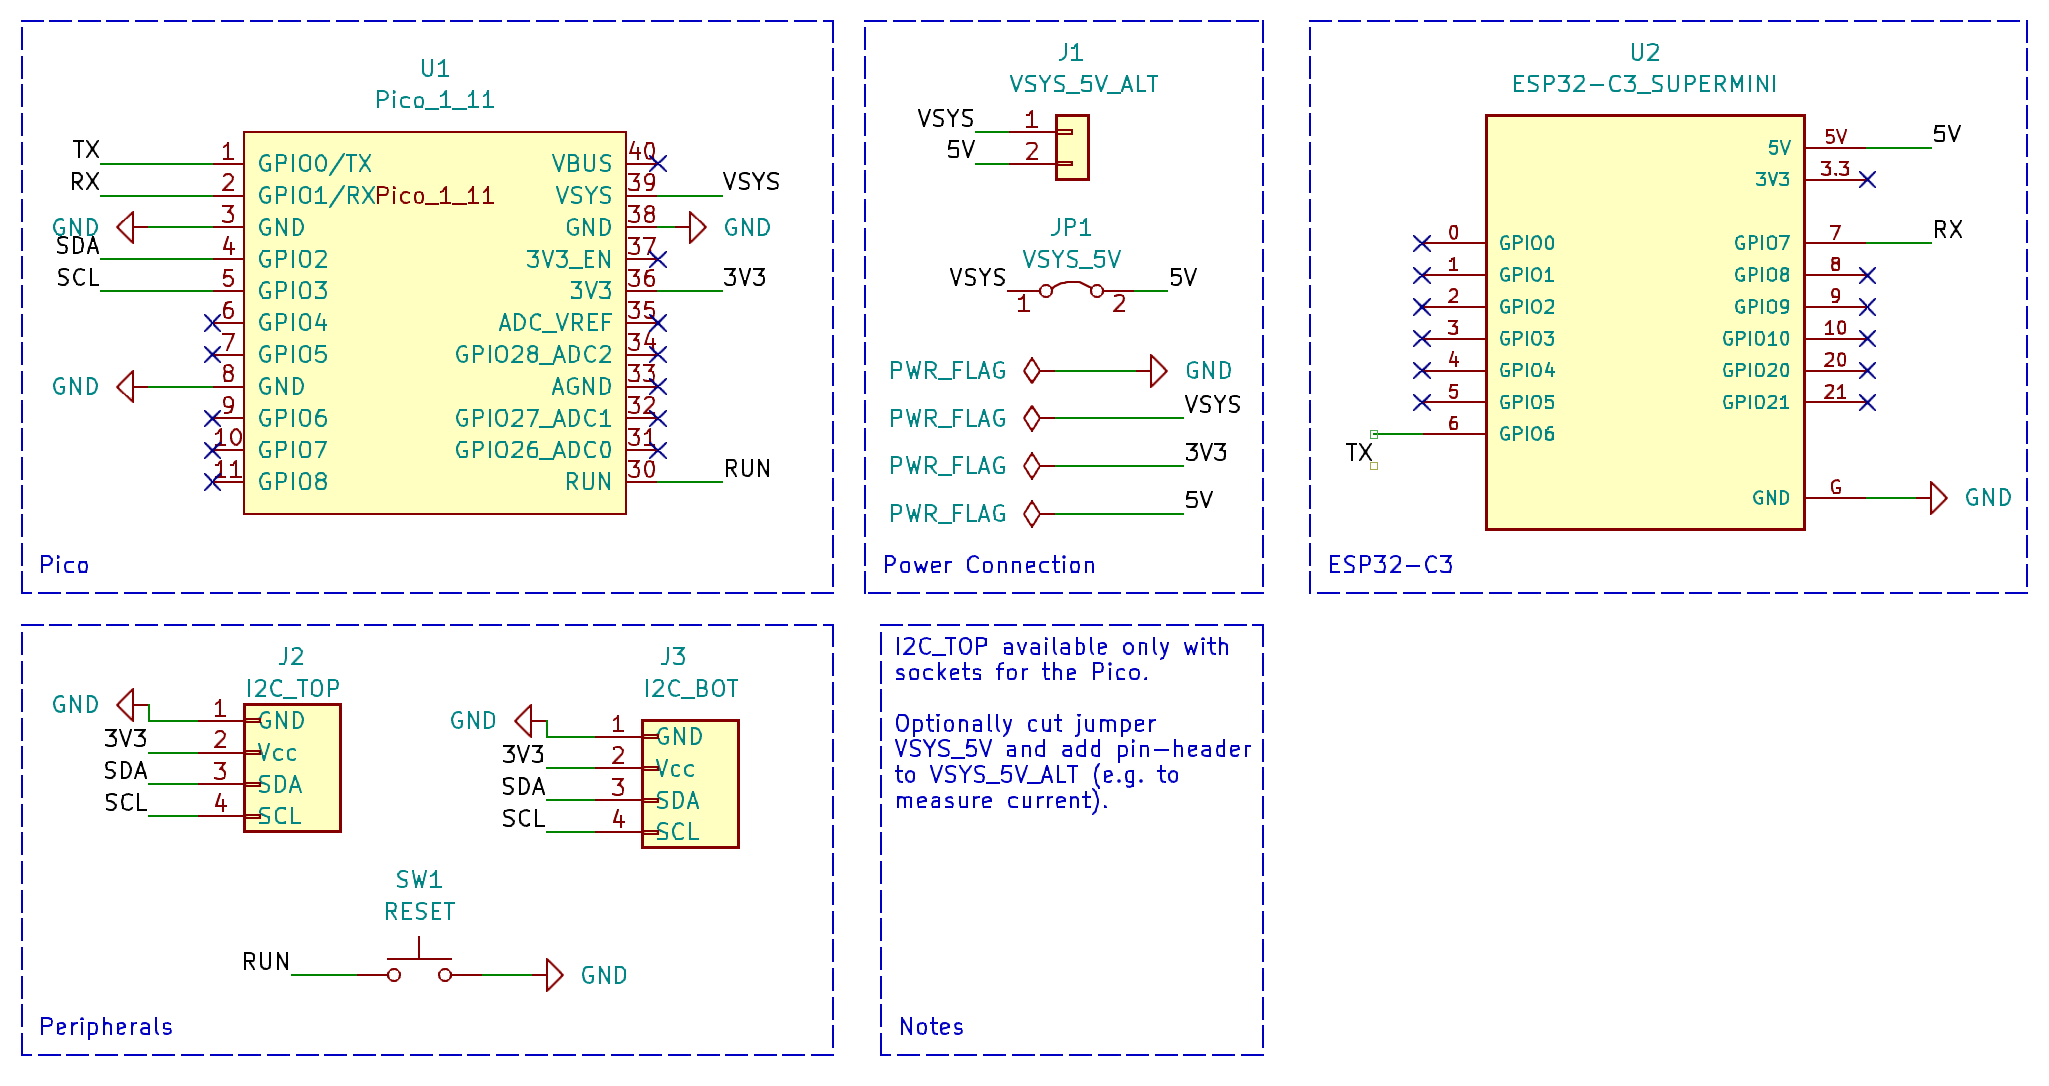 U1
Pico_1_11
TX 1 GPIO0/TX VBUS 40
RX 2 GPIO1/RX Pico_1_11 VSYS 39 VSYS
GND 3 GND GND 38 GND
SDA 4 GPIO2 3V3_EN 37
SCL 5 GPIO3 3V3 36 3V3
6 GPIO4 ADC_VREF 35
7 GPIO5 GPIO28_ADC2 34
GND 8 GND AGND 33
9 GPIO6 GPIO27_ADC1 32
10 GPIO7 GPIO26_ADC0 31
11 GPIO8 RUN 30 RUN
Pico
J1
VSYS_5V_ALT
VSYS 1
5V 2
JP1
VSYS_5V
VSYS 1 2 5V
PWR_FLAG GND
PWR_FLAG VSYS
PWR_FLAG 3V3
PWR_FLAG 5V
Power Connection
U2
ESP32-C3_SUPERMINI
5V 5V 5V
3V3 3.3
0 GPIO0 GPIO7 7 RX
1 GPIO1 GPIO8 8
2 GPIO2 GPIO9 9
3 GPIO3 GPIO10 10
4 GPIO4 GPIO20 20
5 GPIO5 GPIO21 21
TX 6 GPIO6
GND G GND
ESP32-C3
J2
I2C_TOP
GND 1 GND
3V3 2 Vcc
SDA 3 SDA
SCL 4 SCL
J3
I2C_BOT
GND 1 GND
3V3 2 Vcc
SDA 3 SDA
SCL 4 SCL
SW1
RESET
RUN GND
Peripherals
I2C_TOP available only with
sockets for the Pico.
Optionally cut jumper
VSYS_5V and add pin-header
to VSYS_5V_ALT (e.g. to
measure current).
Notes